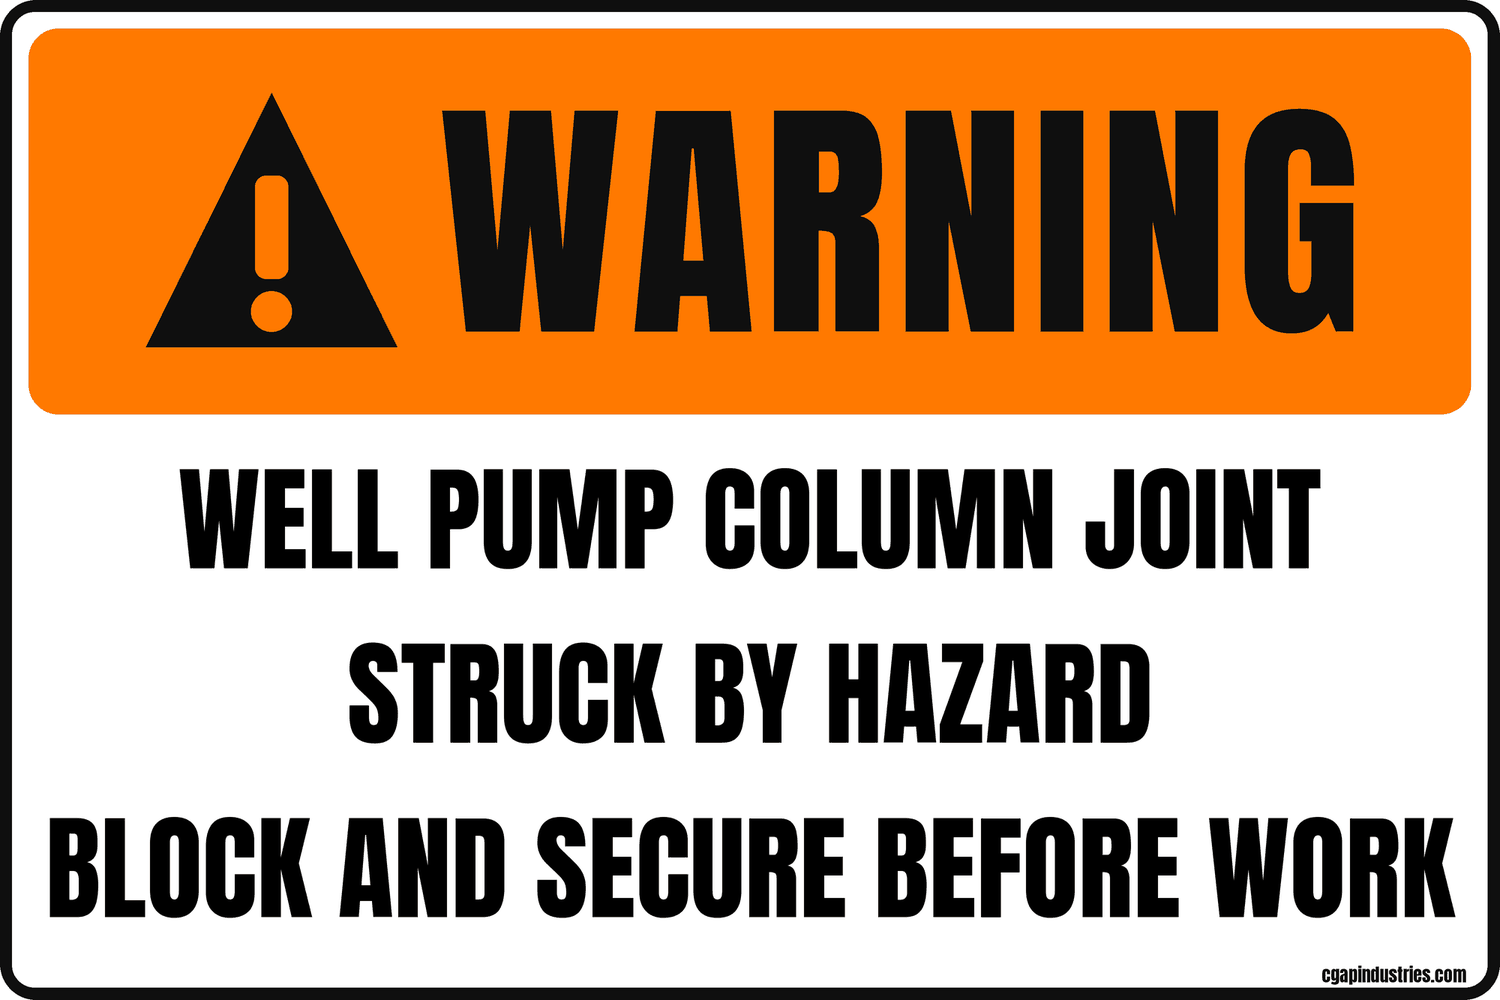 WARNING
WELL PUMP COLUMN JOINT
STRUCK BY HAZARD
BLOCK AND SECURE BEFORE WORK
cgapindustries.com